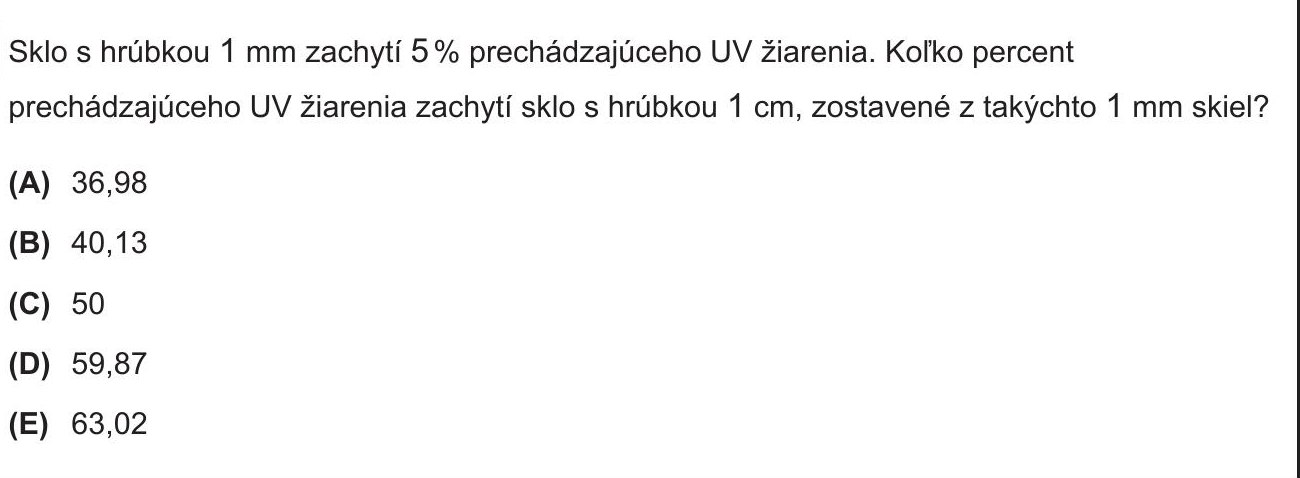 Sklo s hrúbkou 1 mm zachytí 5 % prechádzajúceho UV žiarenia. Koľko percent
prechádzajúceho UV žiarenia zachytí sklo s hrúbkou 1 cm, zostavené z takýchto 1 mm skiel?
(A) 36,98
(B) 40,13
(C) 50
(D) 59,87
(E) 63,02